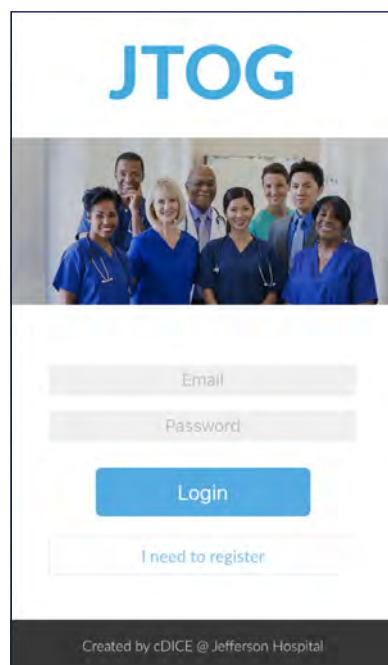 JTOG
Email
Password
Login
I need to register
Created by cDICE @ Jefferson Hospital